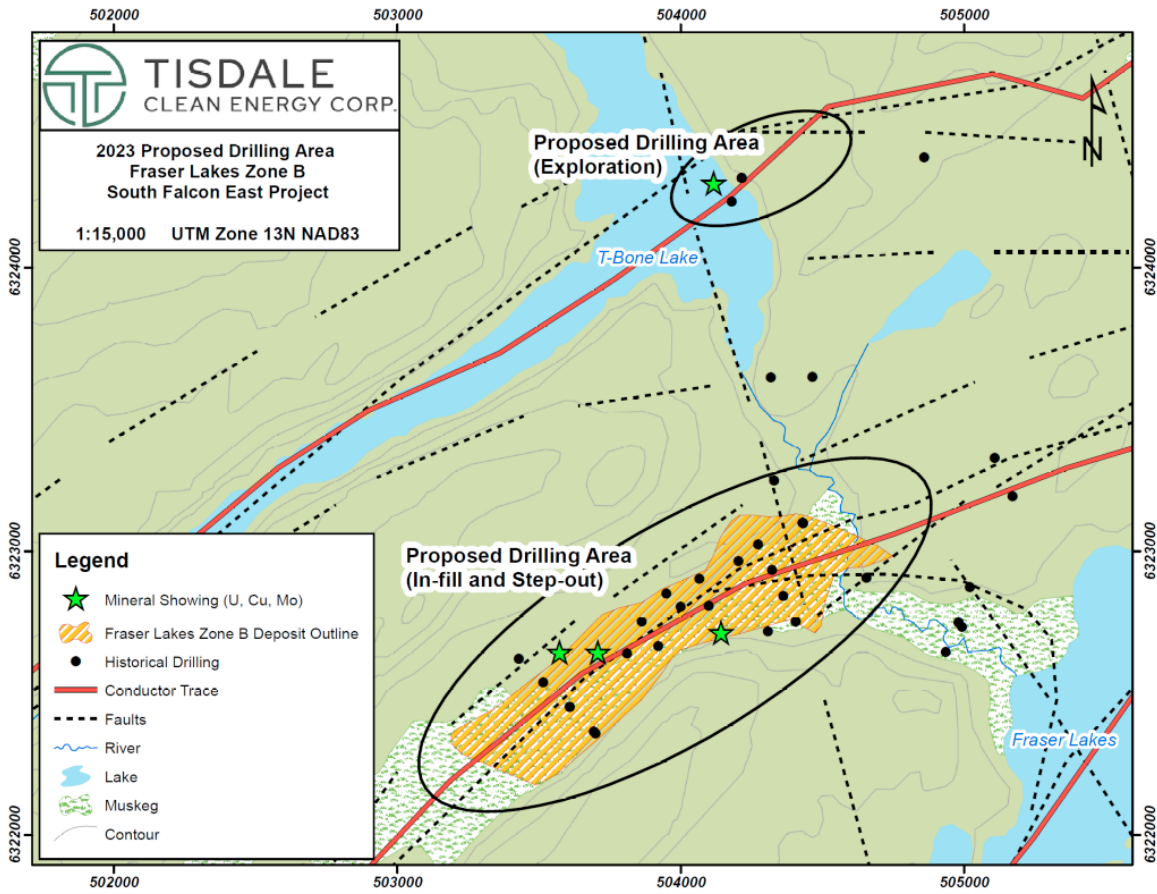 502000 503000 504000 505000
TISDALE
CLEAN ENERGY CORP.
2023 Proposed Drilling Area
Fraser Lakes Zone B
South Falcon East Project
1:15,000 UTM Zone 13N NAD83
Proposed Drilling Area
(Exploration)
N
6324000 6324000
T-Bone Lake
6323000 6323000
Proposed Drilling Area
(In-fill and Step-out)
Legend
Mineral Showing (U, Cu, Mo)
Fraser Lakes Zone B Deposit Outline
Historical Drilling
Conductor Trace
Faults
River
Lake
Muskeg
Contour
Fraser Lakes
6322000 6322000
502000 503000 504000 505000